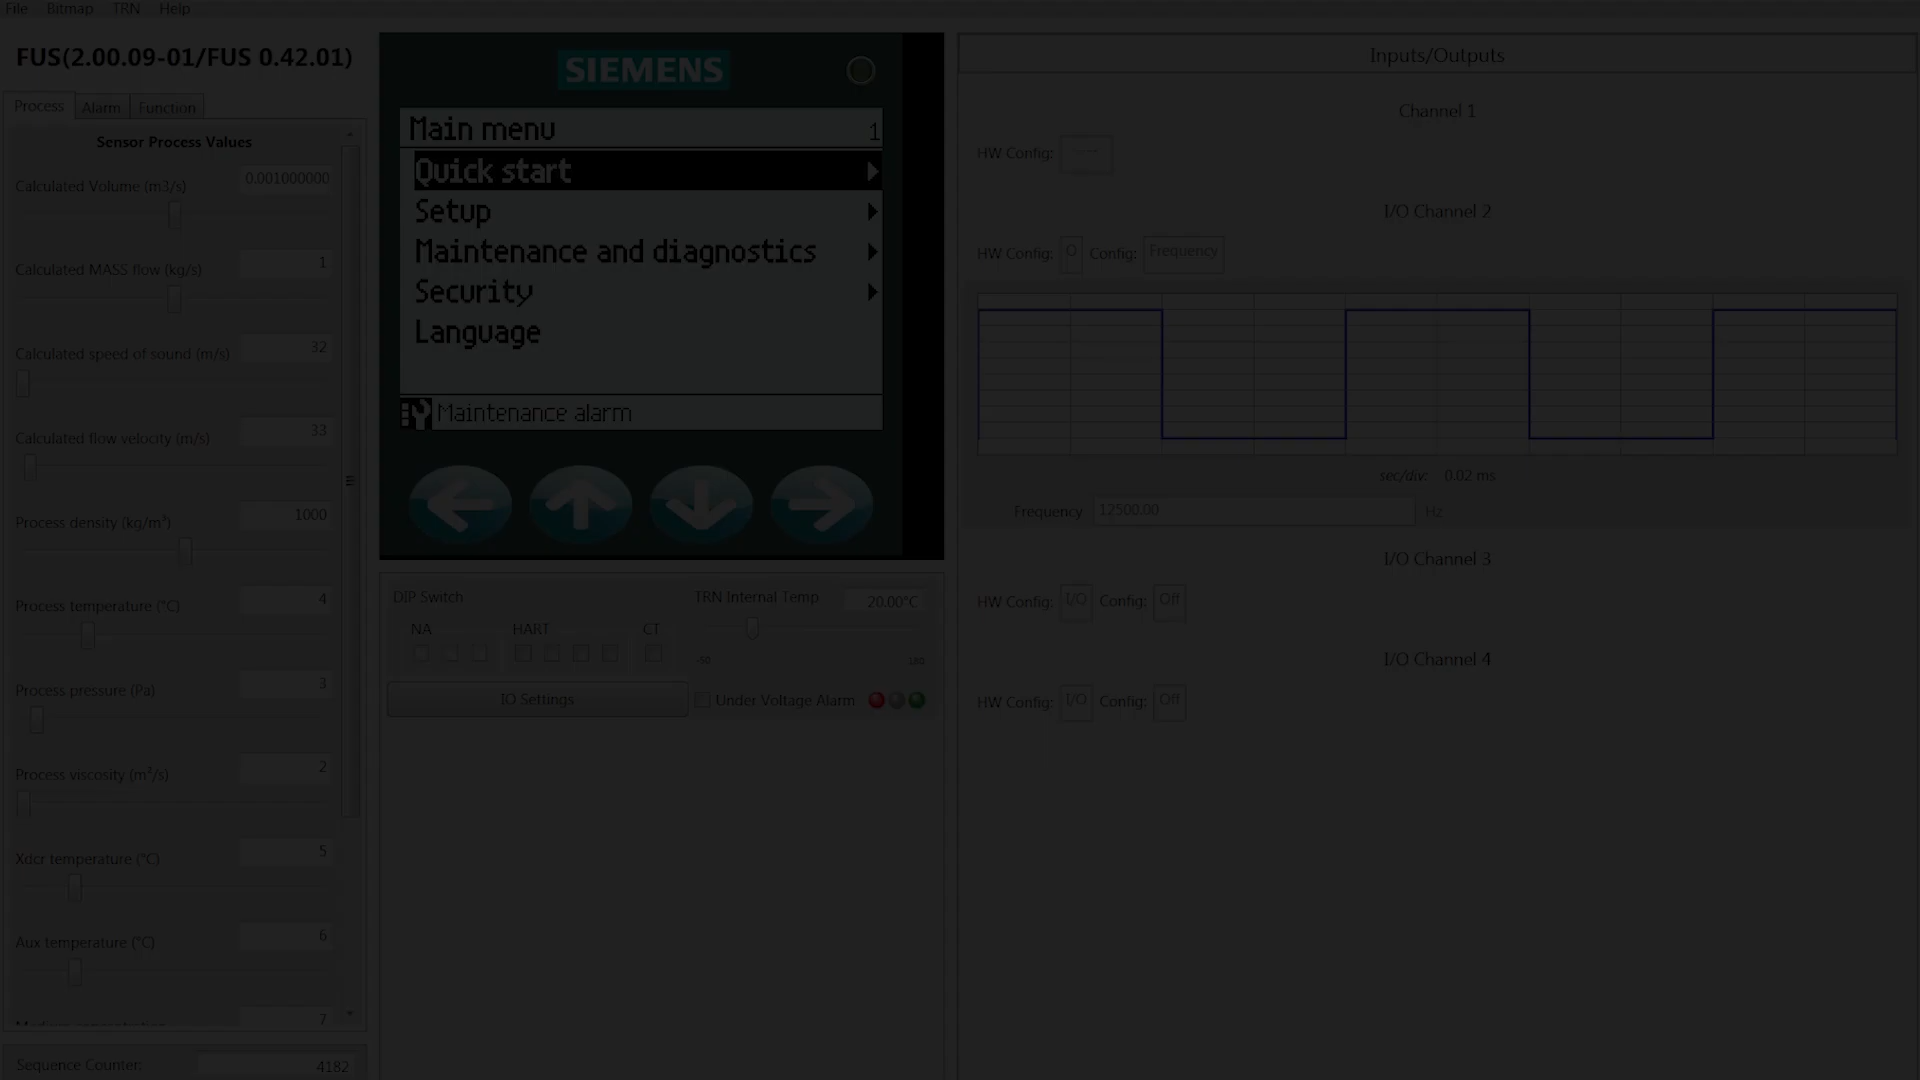 File Bitmap TRN Help
FUS(2.00.09-01/FUS 0.42.01)
Process Alarm Function
Sensor Process Values
Calculated Volume (m3/s) 0.001000000
Calculated MASS flow (kg/s) 1
Calculated speed of sound (m/s) 32
Calculated flow velocity (m/s) 33
Process density (kg/m³) 1000
Process temperature (°C) 4
Process pressure (Pa) 3
Process viscosity (m²/s) 2
Xdcr temperature (°C) 5
Aux temperature (°C) 6
7
Sequence Counter: 4182
SIEMENS
Main menu 1
Quick start
Setup
Maintenance and diagnostics
Security
Language
Maintenance alarm
DIP Switch
NA HART CT
TRN Internal Temp 20.00°C
-50 180
IO Settings
Under Voltage Alarm
Inputs/Outputs
Channel 1
HW Config: ----
I/O Channel 2
HW Config: O Config: Frequency
sec/div: 0.02 ms
Frequency 12500.00 Hz
I/O Channel 3
HW Config: I/O Config: Off
I/O Channel 4
HW Config: I/O Config: Off